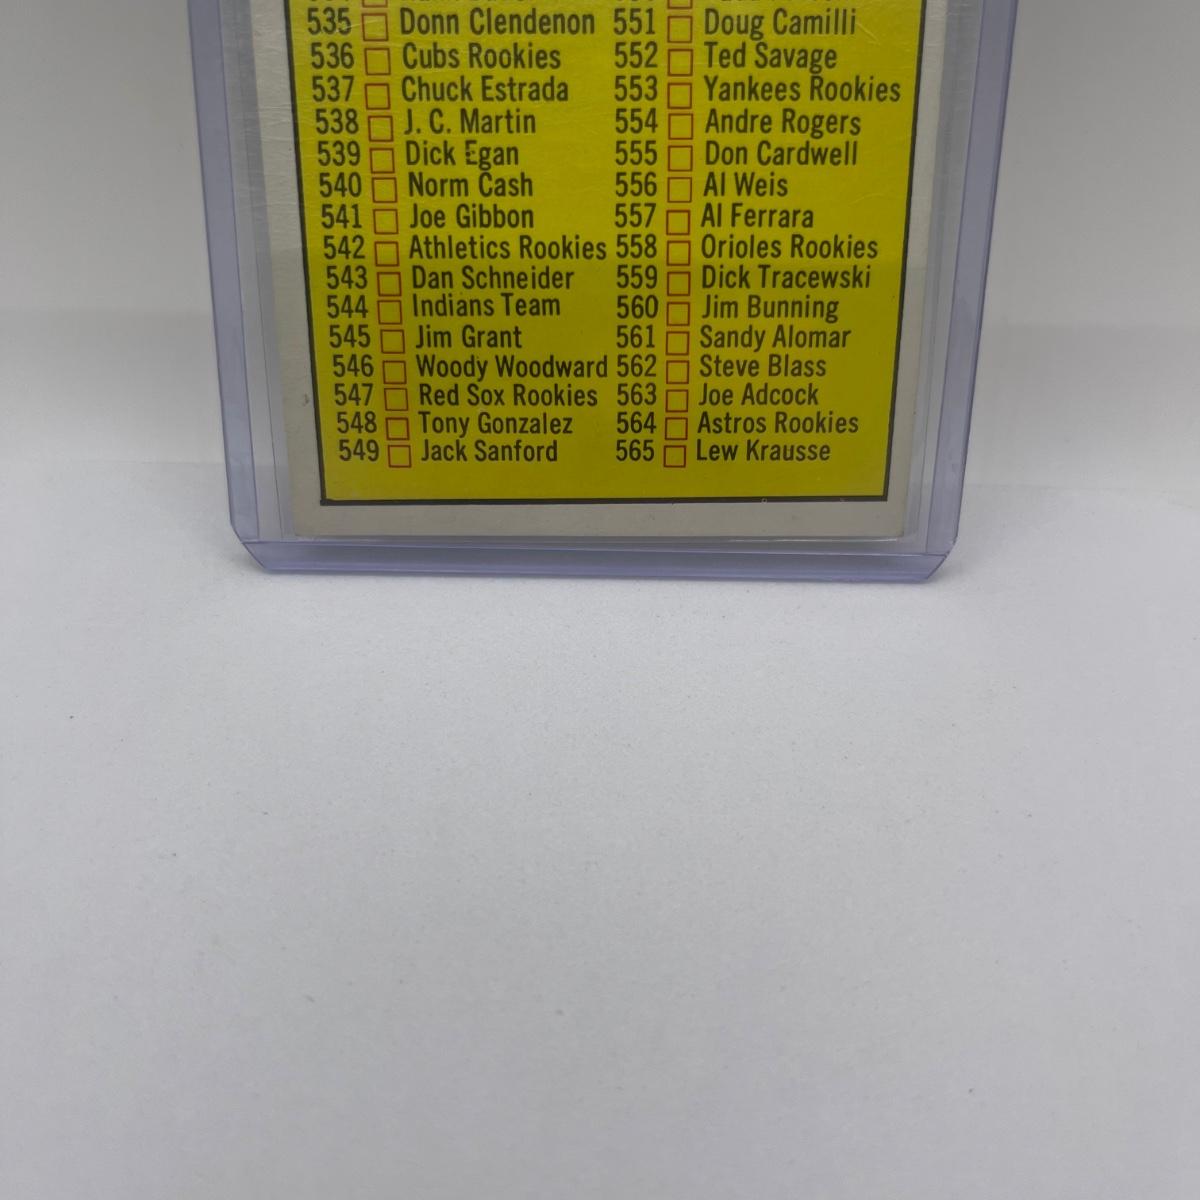 535 Donn Clendenon
536 Cubs Rookies
537 Chuck Estrada
538 J. C. Martin
539 Dick Egan
540 Norm Cash
541 Joe Gibbon
542 Athletics Rookies
543 Dan Schneider
544 Indians Team
545 Jim Grant
546 Woody Woodward
547 Red Sox Rookies
548 Tony Gonzalez
549 Jack Sanford
551 Doug Camilli
552 Ted Savage
553 Yankees Rookies
554 Andre Rogers
555 Don Cardwell
556 Al Weis
557 Al Ferrara
558 Orioles Rookies
559 Dick Tracewski
560 Jim Bunning
561 Sandy Alomar
562 Steve Blass
563 Joe Adcock
564 Astros Rookies
565 Lew Krausse